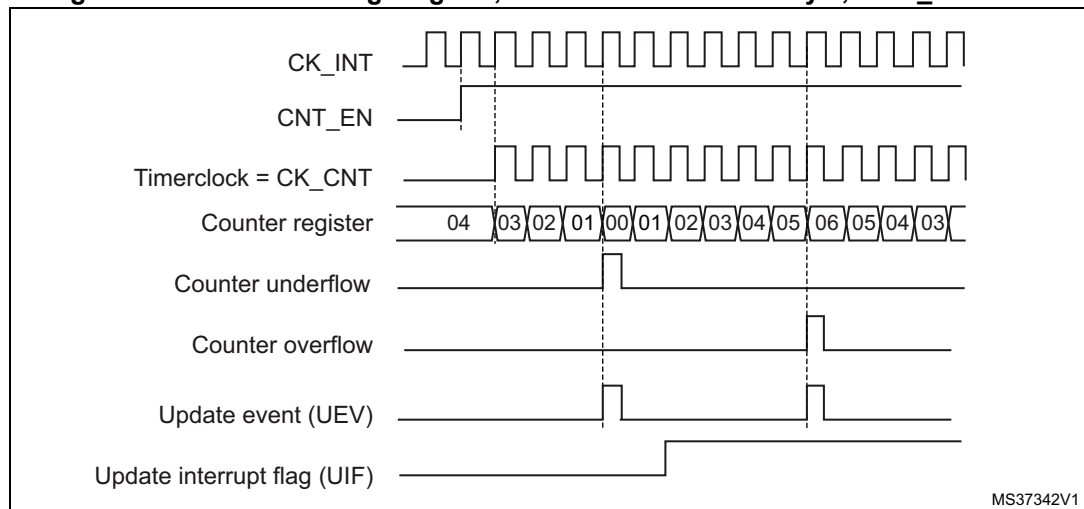 CK_INT
CNT_EN
Timerclock = CK_CNT
Counter register 04 03 02 01 00 01 02 03 04 05 06 05 04 03
Counter underflow
Counter overflow
Update event (UEV)
Update interrupt flag (UIF)
MS37342V1